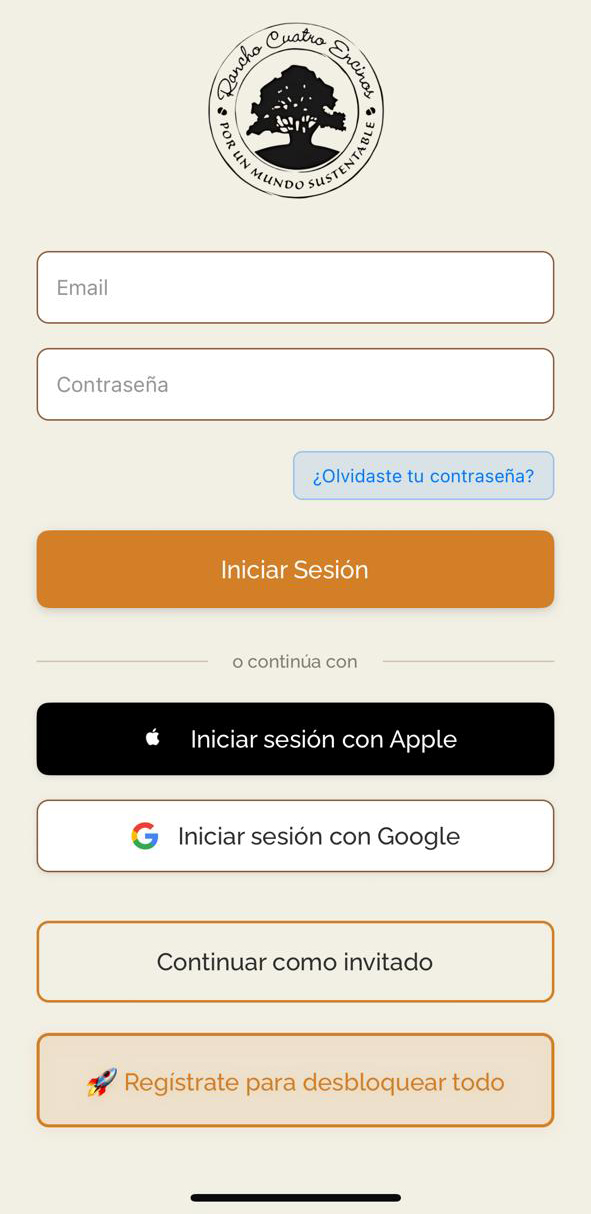 Rancho Cuatro Encinos
POR UN MUNDO SUSTENTABLE
Email
Contraseña
¿Olvidaste tu contraseña?
Iniciar Sesión
o continúa con
Iniciar sesión con Apple
Iniciar sesión con Google
Continuar como invitado
🚀 Regístrate para desbloquear todo